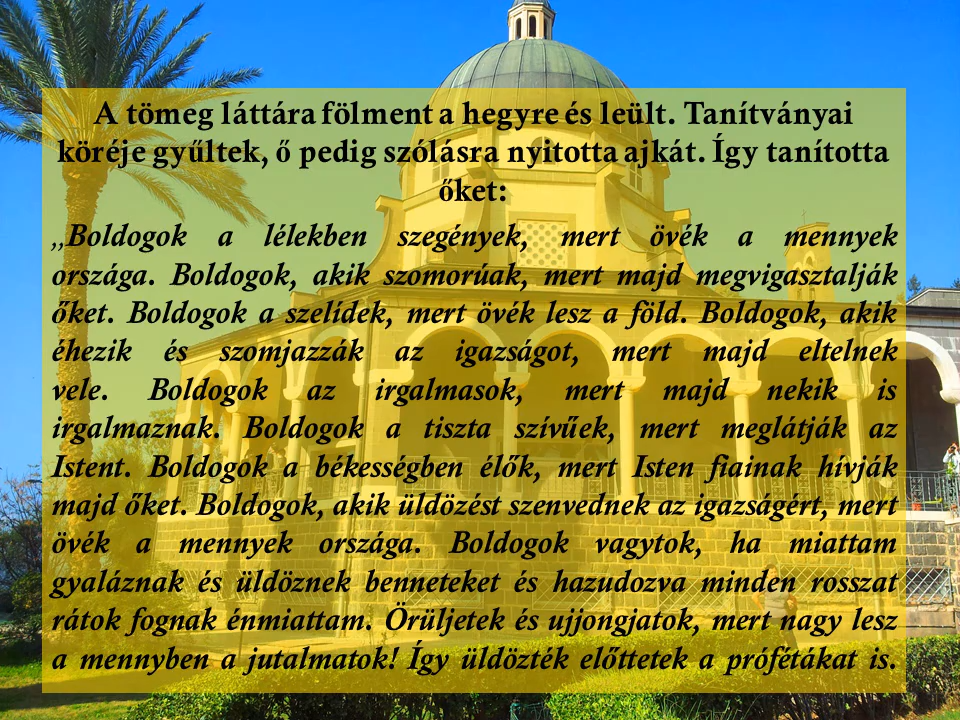 A tömeg láttára fölment a hegyre és leült. Tanítványai
köréje gyűltek, ő pedig szólásra nyitotta ajkát. Így tanította
őket:
„Boldogok a lélekben szegények, mert övék a mennyek
országa. Boldogok, akik szomorúak, mert majd megvigasztalják
őket. Boldogok a szelídek, mert övék lesz a föld. Boldogok, akik
éhezik és szomjazzák az igazságot, mert majd eltelnek
vele. Boldogok az irgalmasok, mert majd nekik is
irgalmaznak. Boldogok a tiszta szívűek, mert meglátják az
Istent. Boldogok a békességben élők, mert Isten fiainak hívják
majd őket. Boldogok, akik üldözést szenvednek az igazságért, mert
övék a mennyek országa. Boldogok vagytok, ha miattam
gyaláznak és üldöznek benneteket és hazudozva minden rosszat
rátok fognak énmiattam. Örüljetek és ujjongjatok, mert nagy lesz
a mennyben a jutalmatok! Így üldözték előttetek a prófétákat is.